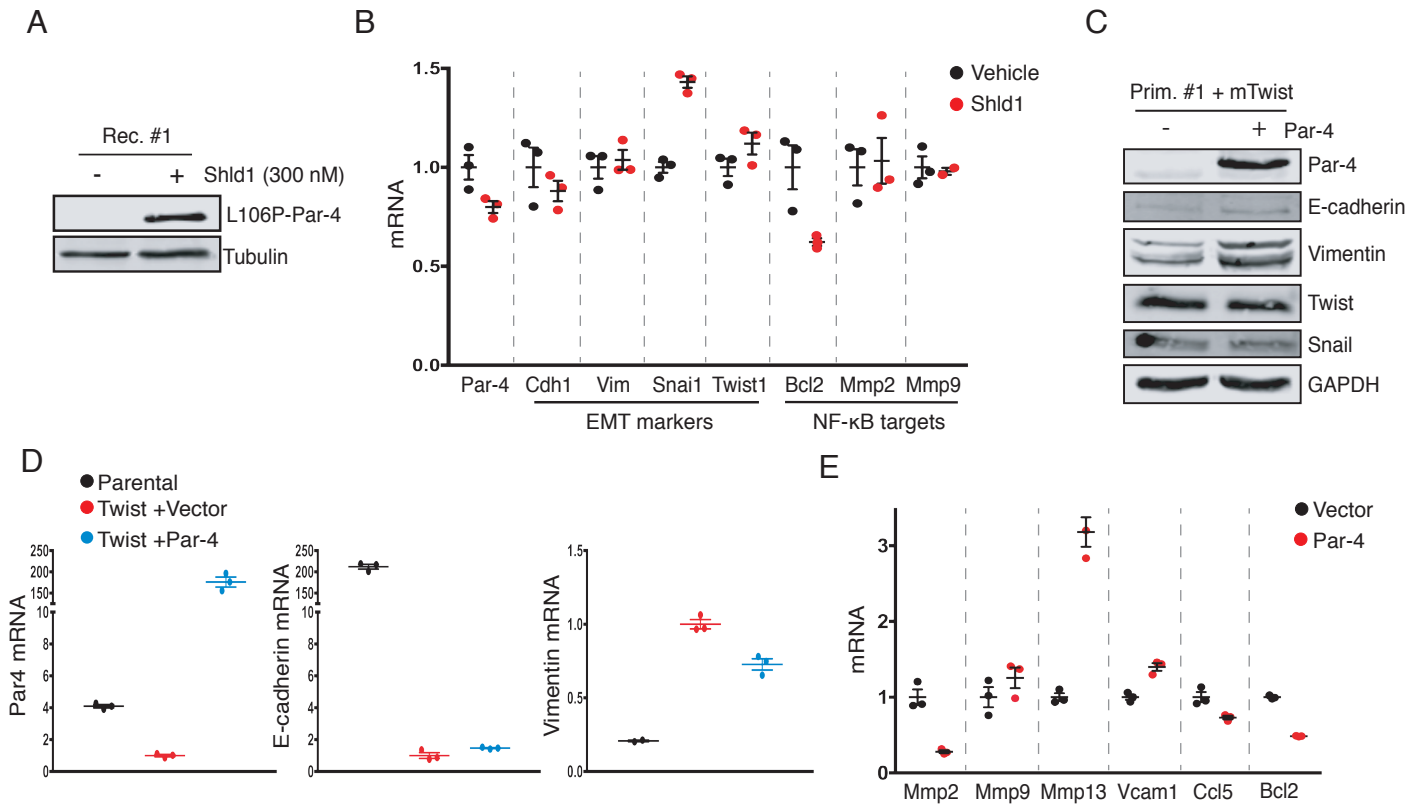 A
Rec. #1
- + Shld1 (300 nM)
L106P-Par-4
Tubulin
B
mRNA
1.5
1.0
0.5
0.0
Vehicle
Shld1
Par-4 Cdh1 Vim Snai1 Twist1 Bcl2 Mmp2 Mmp9
EMT markers NF-κB targets
C
Prim. #1 + mTwist
- + Par-4
Par-4
E-cadherin
Vimentin
Twist
Snail
GAPDH
D
Parental
Twist +Vector
Twist +Par-4
Par4 mRNA
250
200
150
100
10
8
6
4
2
0
E-cadherin mRNA
250
200
150
100
10
8
6
4
2
0
Vimentin mRNA
1.5
1.0
0.5
0.0
E
Vector
Par-4
mRNA
3
2
1
0
Mmp2 Mmp9 Mmp13 Vcam1 Ccl5 Bcl2